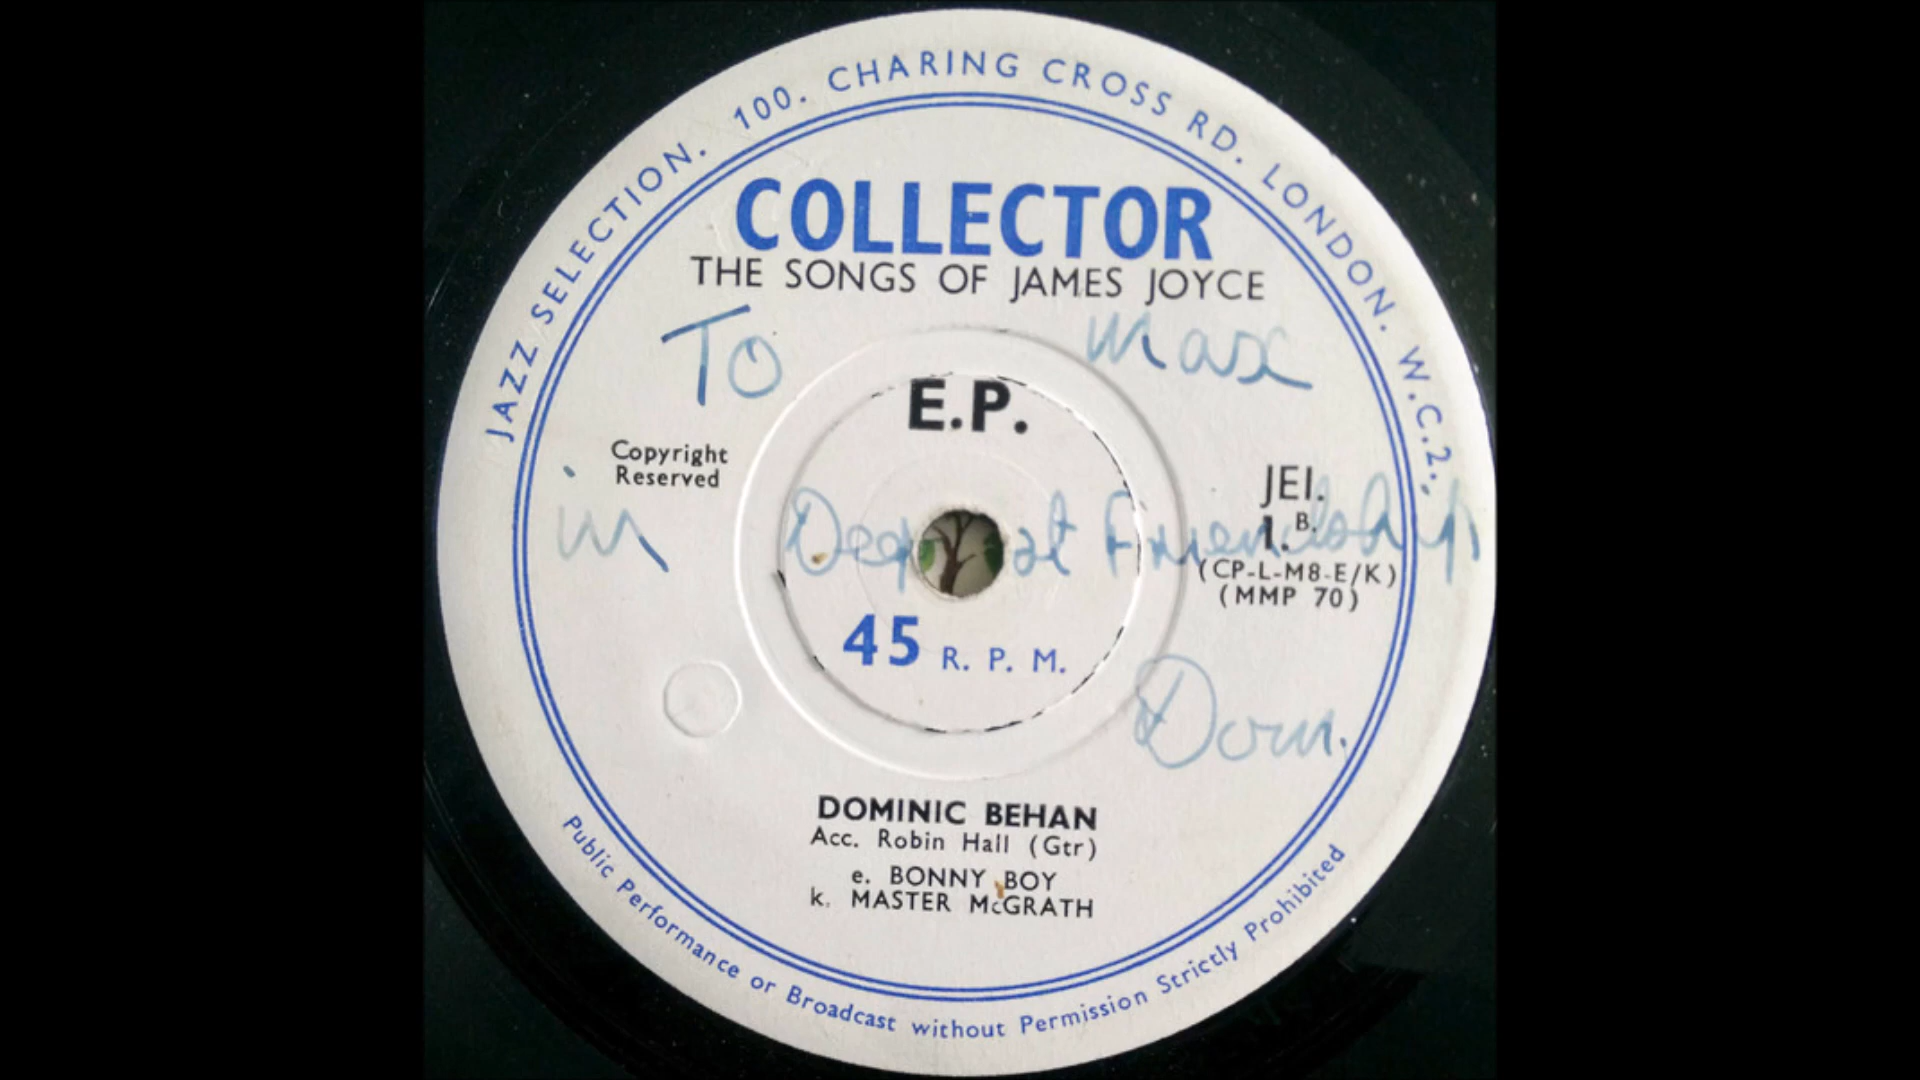 JAZZ SELECTION. 100. CHARING CROSS RD. LONDON. W.C.2.
COLLECTOR
THE SONGS OF JAMES JOYCE
To Max
E.P.
Copyright
Reserved
JEI.
1. B.
in Deepest Friendship
(CP-L-M8-E/K)
(MMP 70)
45 R. P. M.
Dom.
DOMINIC BEHAN
Acc. Robin Hall (Gtr)
e. BONNY BOY
k. MASTER McGRATH
Public Performance or Broadcast without Permission Strictly Prohibited